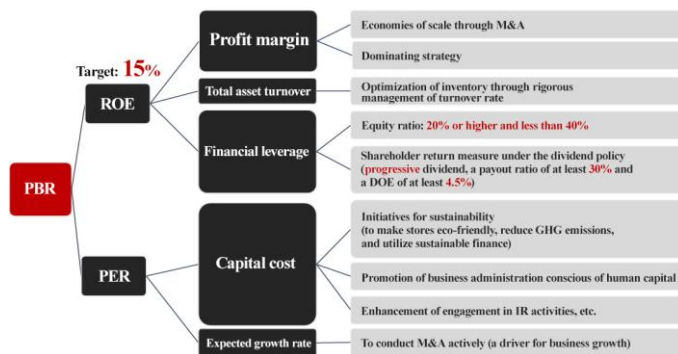 PBR
Target: 15%
ROE
PER
Profit margin
Total asset turnover
Financial leverage
Capital cost
Expected growth rate
Economies of scale through M&A
Dominating strategy
Optimization of inventory through rigorous
management of turnover rate
Equity ratio: 20% or higher and less than 40%
Shareholder return measure under the dividend policy
(progressive dividend, a payout ratio of at least 30% and
a DOE of at least 4.5%)
Initiatives for sustainability
(to make stores eco-friendly, reduce GHG emissions,
and utilize sustainable finance)
Promotion of business administration conscious of human capital
Enhancement of engagement in IR activities, etc.
To conduct M&A actively (a driver for business growth)